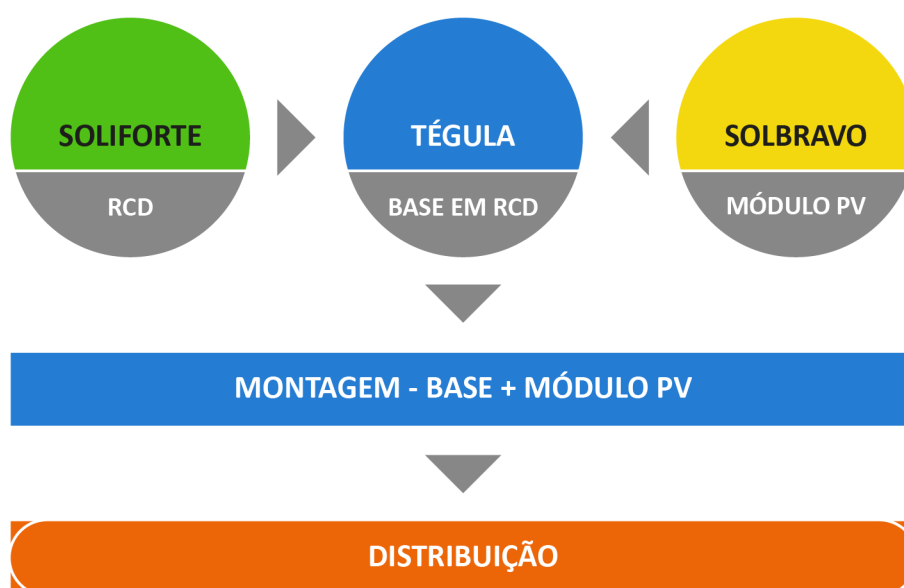 SOLIFORTE
RCD
TÉGULA
BASE EM RCD
SOLBRAVO
MÓDULO PV
MONTAGEM - BASE + MÓDULO PV
DISTRIBUIÇÃO